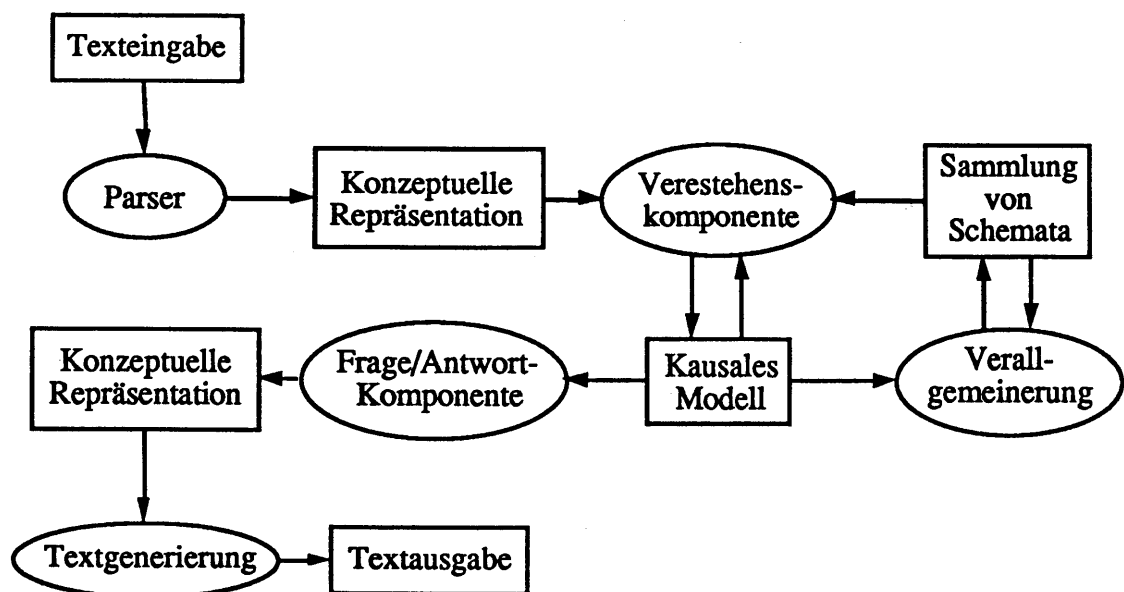 Texteingabe
Parser
Konzeptuelle
Repräsentation
Verestehens-
komponente
Sammlung
von
Schemata
Konzeptuelle
Repräsentation
Frage/Antwort-
Komponente
Kausales
Modell
Verall-
gemeinerung
Textgenerierung
Textausgabe